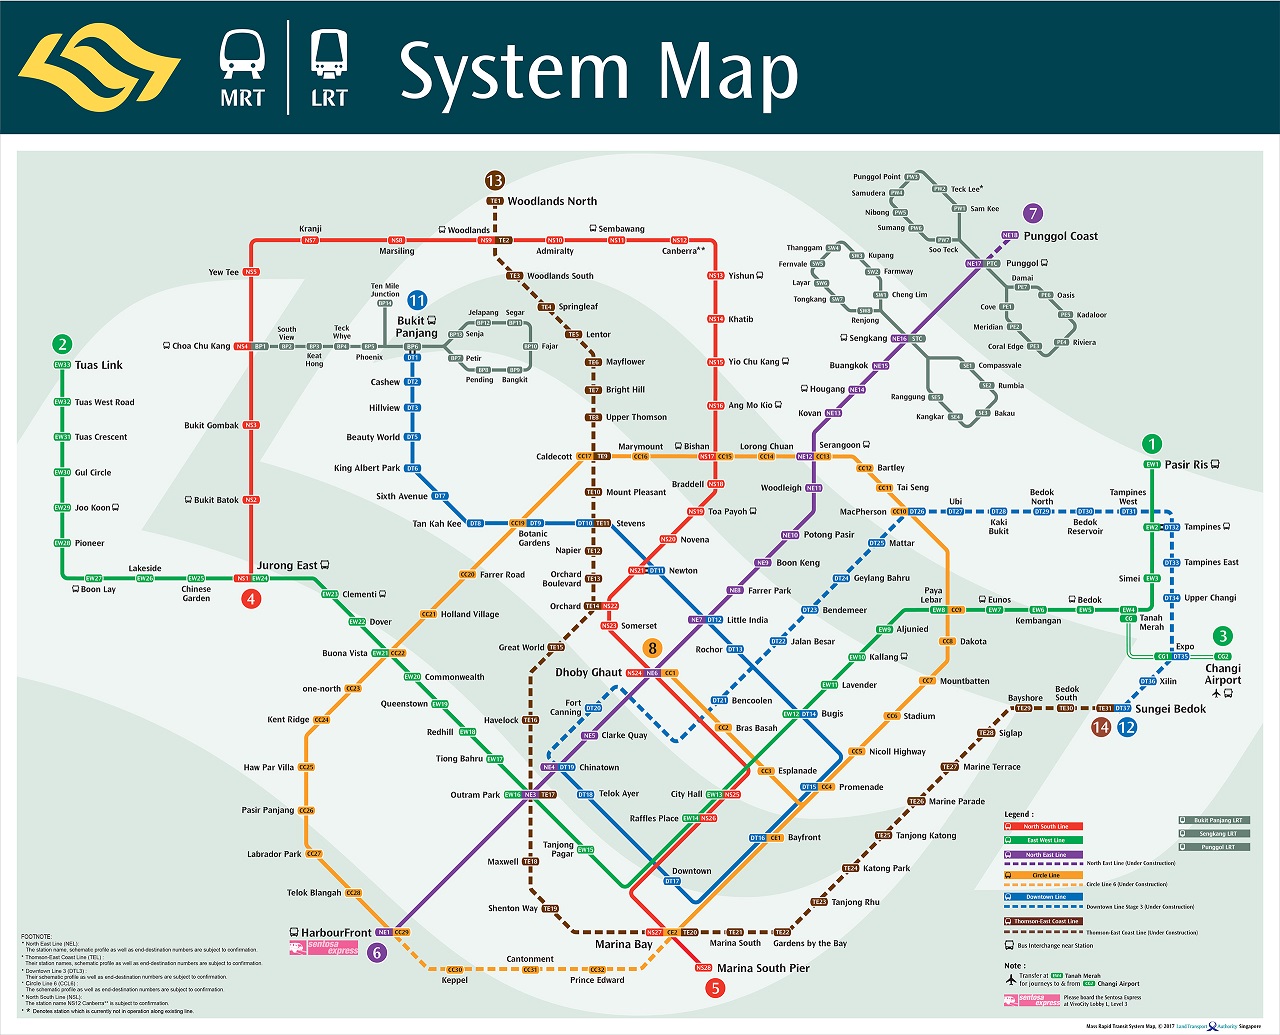 MRT
LRT
System Map
13
TE1 Woodlands North
Kranji
NS7
NS8
Marsiling
Woodlands
NS9 TE2
NS10
Admiralty
Sembawang
NS11
NS12
Canberra**
Yew Tee NS5
NS13 Yishun
NS14 Khatib
NS15 Yio Chu Kang
NS16 Ang Mo Kio
TE3 Woodlands South
TE4 Springleaf
TE5 Lentor
TE6 Mayflower
TE7 Bright Hill
TE8 Upper Thomson
Punggol Point PW3
PW2 Teck Lee*
Samudera PW4
PW1 Sam Kee
Nibong PW5
Sumang PW6
PW7
Soo Teck
7
NE18
Punggol Coast
NE17 PTC
Punggol
Damai
PE7
PE6 Oasis
Cove PE1
PE5 Kadaloor
Meridian PE2
Coral Edge PE3
PE4 Riviera
Thanggam SW4
SW3 Kupang
Fernvale SW5
SW2 Farmway
Layar SW6
SW1 Cheng Lim
Tongkang SW7
SW8
Renjong
Sengkang NE16 STC
SE1 Compassvale
SE2 Rumbia
Ranggung SE5
SE3 Bakau
Kangkar SE4
Buangkok NE15
Hougang NE14
Kovan NE13
Ten Mile
Junction
BP14
11
Bukit
Panjang
Choa Chu Kang NS4 BP1
South
View
BP2
BP3
Keat
Hong
Teck
Whye
BP4
BP5
Phoenix
BP6
DT1
Jelapang
BP12
Segar
BP11
BP13 Senja
BP10 Fajar
BP7 Petir
BP8
Pending
BP9
Bangkit
Cashew DT2
Hillview DT3
Beauty World DT5
King Albert Park DT6
Sixth Avenue DT7
Tan Kah Kee DT8
2
EW33 Tuas Link
EW32 Tuas West Road
EW31 Tuas Crescent
EW30 Gul Circle
EW29 Joo Koon
EW28 Pioneer
EW27
Boon Lay
Lakeside
EW26
EW25
Chinese
Garden
Bukit Gombak NS3
Bukit Batok NS2
Jurong East
NS1 EW24
4
Caldecott CC17 TE9
Marymount
CC16
Bishan
NS17 CC15
Lorong Chuan
CC14
Serangoon
NE12 CC13
CC12 Bartley
CC11 Tai Seng
MacPherson CC10 DT26
Ubi
DT27
DT28
Kaki
Bukit
Bedok
North
DT29
DT30
Bedok
Reservoir
Tampines
West
DT31
1
EW1 Pasir Ris
EW2 DT32 Tampines
DT33 Tampines East
Simei EW3
DT34 Upper Changi
Braddell NS18
NS19 Toa Payoh
NS20 Novena
Woodleigh NE11
NE10 Potong Pasir
NE9 Boon Keng
NE8 Farrer Park
TE10 Mount Pleasant
CC19 DT9
Botanic
Gardens
DT10 TE11 Stevens
Napier TE12
Orchard
Boulevard
TE13
NS21 DT11 Newton
Orchard TE14 NS22
NS23 Somerset
NE7 DT12 Little India
Rochor DT13
DT25 Mattar
DT24 Geylang Bahru
DT23 Bendemeer
DT22 Jalan Besar
Paya
Lebar
EW8 CC9
Eunos
EW7
EW6
Kembangan
Bedok
EW5
EW4
CG
Tanah
Merah
Expo
CG1 DT35
CG2
3
Changi
Airport
DT36 Xilin
EW23 Clementi
EW22 Dover
CC20 Farrer Road
CC21 Holland Village
Buona Vista EW21 CC22
EW20 Commonwealth
Queenstown EW19
Redhill EW18
Tiong Bahru EW17
Outram Park EW16 NE3 TE17
Great World TE15
Havelock TE16
8
Dhoby Ghaut NS24 NE6 CC1
Fort
Canning
DT20
NE5 Clarke Quay
DT21 Bencoolen
CC2 Bras Basah
EW9 Aljunied
EW10 Kallang
EW11 Lavender
EW12 DT14 Bugis
CC8 Dakota
CC7 Mountbatten
CC6 Stadium
CC5 Nicoll Highway
Bayshore
TE29
Bedok
South
TE30
TE31 DT37 Sungei Bedok
14
12
TE28 Siglap
TE27 Marine Terrace
TE26 Marine Parade
TE25 Tanjong Katong
TE24 Katong Park
TE23 Tanjong Rhu
one-north CC23
Kent Ridge CC24
Haw Par Villa CC25
Pasir Panjang CC26
Labrador Park CC27
Telok Blangah CC28
NE4 DT19 Chinatown
DT18 Telok Ayer
City Hall EW13 NS25
Raffles Place EW14 NS26
CC3 Esplanade
DT15 CC4 Promenade
DT16 CE1 Bayfront
Tanjong
Pagar
EW15
Downtown
DT17
Maxwell TE18
Shenton Way TE19
NS27 CE2 TE20
Marina Bay
TE21
Marina South
TE22
Gardens by the Bay
NS28 Marina South Pier
5
HarbourFront NE1 CC29
sentosa
express
6
CC30
Keppel
Cantonment
CC31
CC32
Prince Edward
Legend :
North South Line
East West Line
North East Line
North East Line (Under Construction)
Circle Line
Circle Line 6 (Under Construction)
Downtown Line
Downtown Line Stage 3 (Under Construction)
Thomson-East Coast Line
Thomson-East Coast Line (Under Construction)
Bus Interchange near Station
Bukit Panjang LRT
Sengkang LRT
Punggol LRT
Note :
Transfer at EW4 Tanah Merah
for journeys to & from CG2 Changi Airport
sentosa
express
Please board the Sentosa Express
at VivoCity Lobby L, Level 3
FOOTNOTE:
* North East Line (NEL):
The station name, schematic profile as well as end-destination numbers are subject to confirmation.
* Thomson-East Coast Line (TEL) :
Their station names, schematic profile as well as end-destination numbers are subject to confirmation.
* Downtown Line 3 (DTL3) :
Their schematic profile as well as end-destination numbers are subject to confirmation.
* Circle Line 6 (CCL6) :
The schematic profile as well as end-destination numbers are subject to confirmation.
* North South Line (NSL):
The station name NS12 Canberra** is subject to confirmation.
* * Denotes station which is currently not in operation along existing line.
Mass Rapid Transit System Map, © 2017 Land Transport Authority Singapore